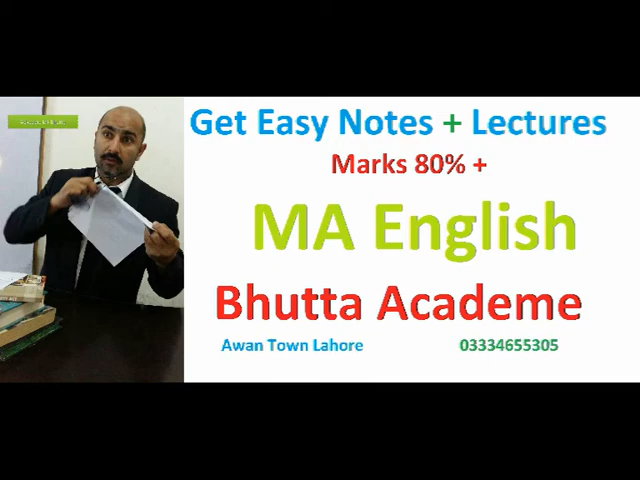 Get Easy Notes + Lectures
Marks 80% +
MA English
Bhutta Academe
Awan Town Lahore 03334655305